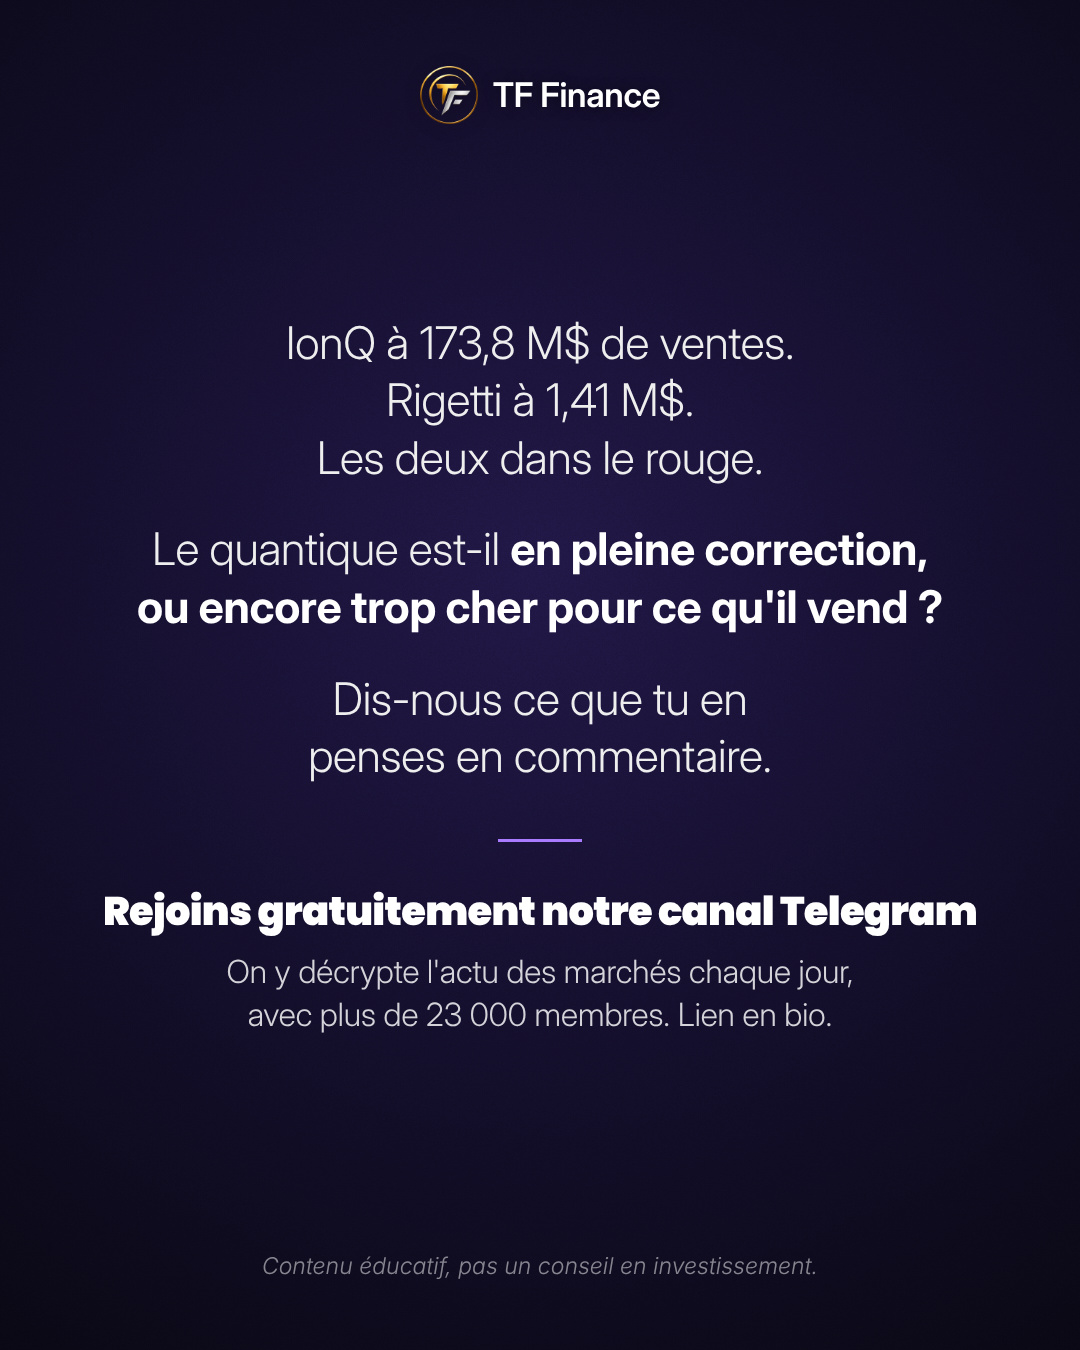 TF Finance
IonQ à 173,8 M$ de ventes.
Rigetti à 1,41 M$.
Les deux dans le rouge.
Le quantique est-il en pleine correction,
ou encore trop cher pour ce qu'il vend ?
Dis-nous ce que tu en
penses en commentaire.
Rejoins gratuitement notre canal Telegram
On y décrypte l'actu des marchés chaque jour,
avec plus de 23 000 membres. Lien en bio.
Contenu éducatif, pas un conseil en investissement.